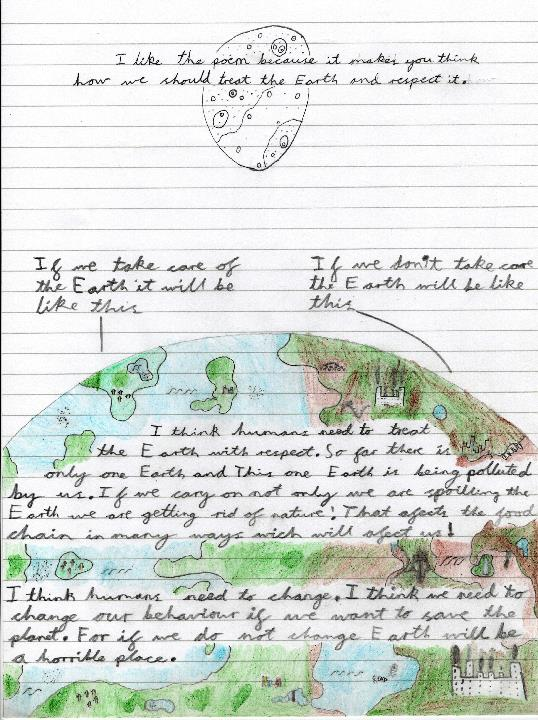 I like the poem because it makes you think
how we should treat the Earth and respect it.
If we take care of
the Earth it will be
like this
If we don't take care
the Earth will be like
this
I think humans need to treat
the Earth with respect. So far there is
only one Earth and This one Earth is being polluted
by us. If we cary on not only we are spoilling the
Earth we are getting rid of nature! That afects the food
chain in many ways wich will afect us!
I think humans need to change. I think we need to
change our behaviour if we want to save the
planet. For if we do not change Earth will be
a horrible place.